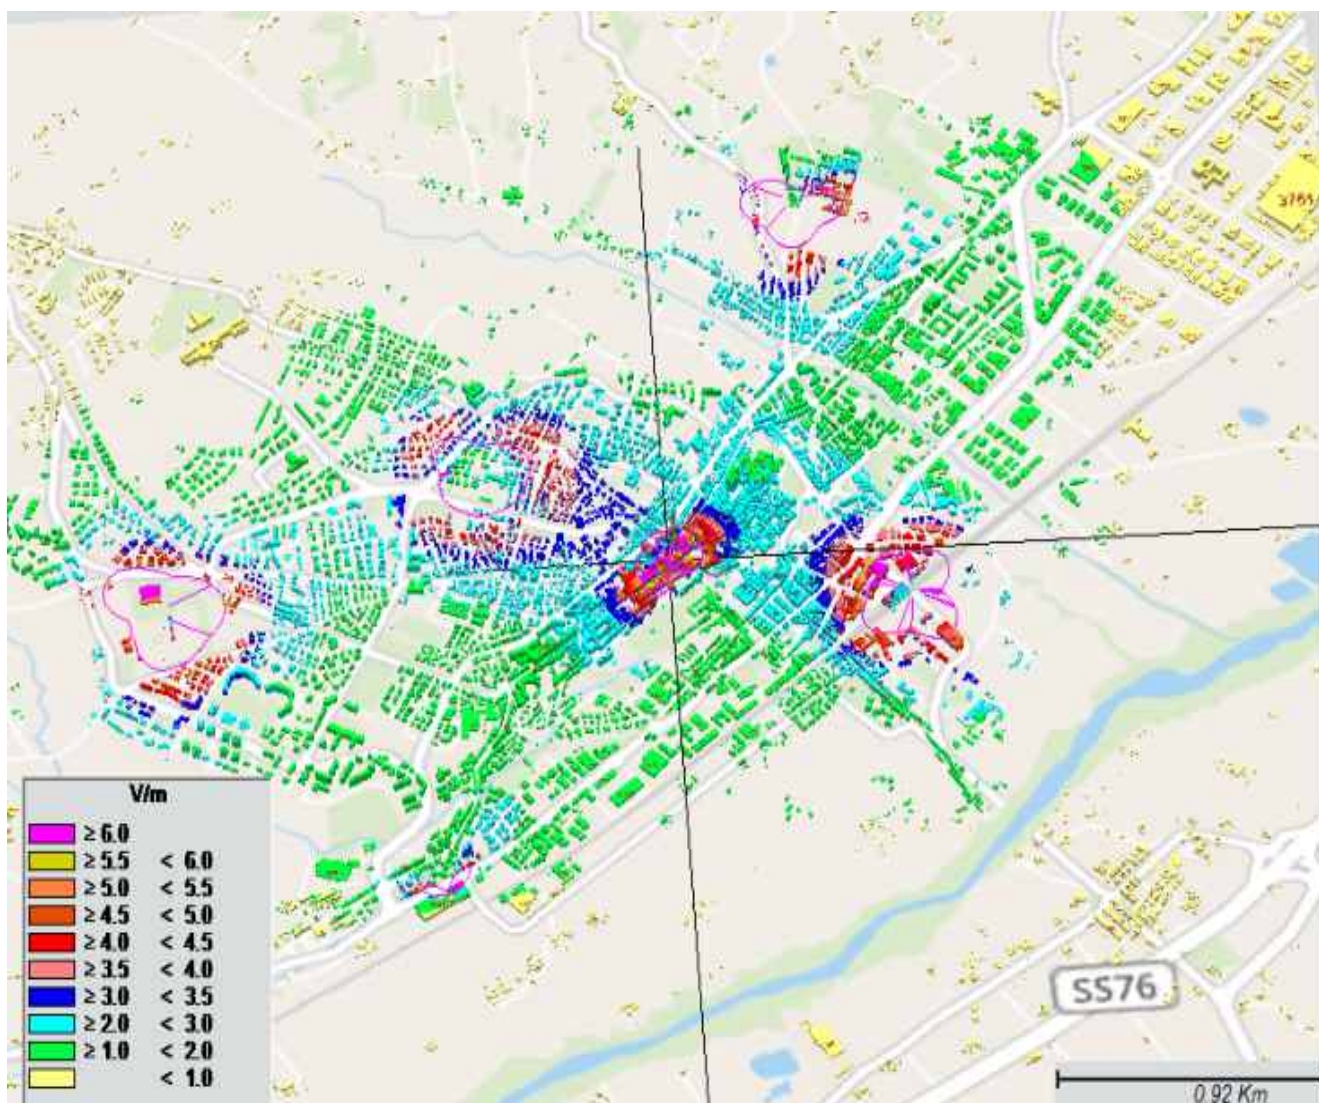 3761
V/m
≥ 6.0
≥ 5.5 < 6.0
≥ 5.0 < 5.5
≥ 4.5 < 5.0
≥ 4.0 < 4.5
≥ 3.5 < 4.0
≥ 3.0 < 3.5
≥ 2.0 < 3.0
≥ 1.0 < 2.0
< 1.0
SS76
0.92 Km